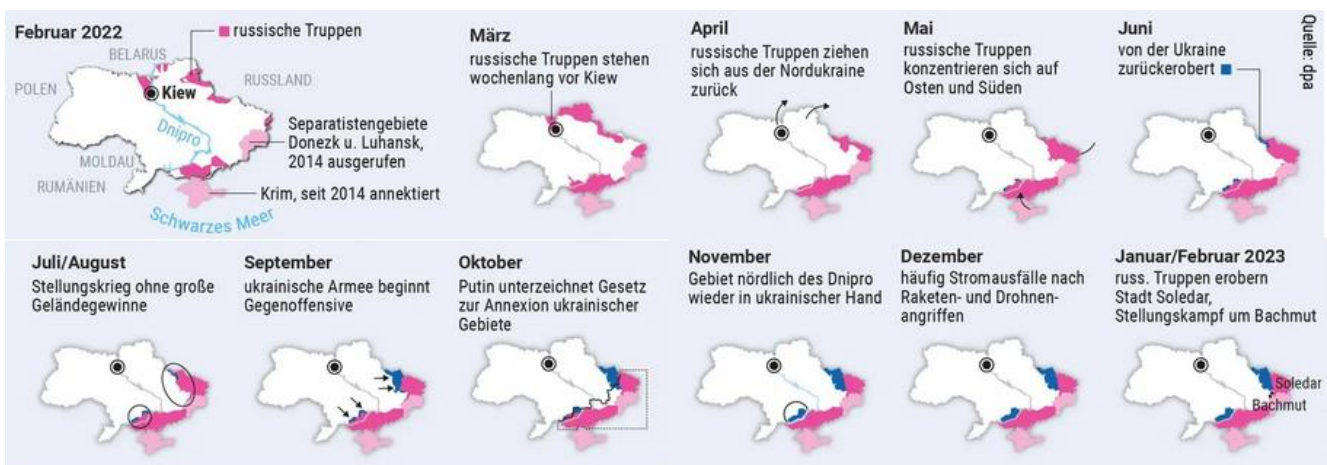 Februar 2022
russische Truppen
BELARUS
POLEN
RUSSLAND
Kiew
Dnipro
Separatistengebiete
Donezk u. Luhansk,
2014 ausgerufen
MOLDAU
RUMÄNIEN
Krim, seit 2014 annektiert
Schwarzes Meer
März
russische Truppen stehen
wochenlang vor Kiew
April
russische Truppen ziehen
sich aus der Nordukraine
zurück
Mai
russische Truppen
konzentrieren sich auf
Osten und Süden
Juni
von der Ukraine
zurückerobert
Quelle: dpa
Juli/August
Stellungskrieg ohne große
Geländegewinne
September
ukrainische Armee beginnt
Gegenoffensive
Oktober
Putin unterzeichnet Gesetz
zur Annexion ukrainischer
Gebiete
November
Gebiet nördlich des Dnipro
wieder in ukrainischer Hand
Dezember
häufig Stromausfälle nach
Raketen- und Drohnen-
angriffen
Januar/Februar 2023
russ. Truppen erobern
Stadt Soledar,
Stellungskampf um Bachmut
Soledar
Bachmut